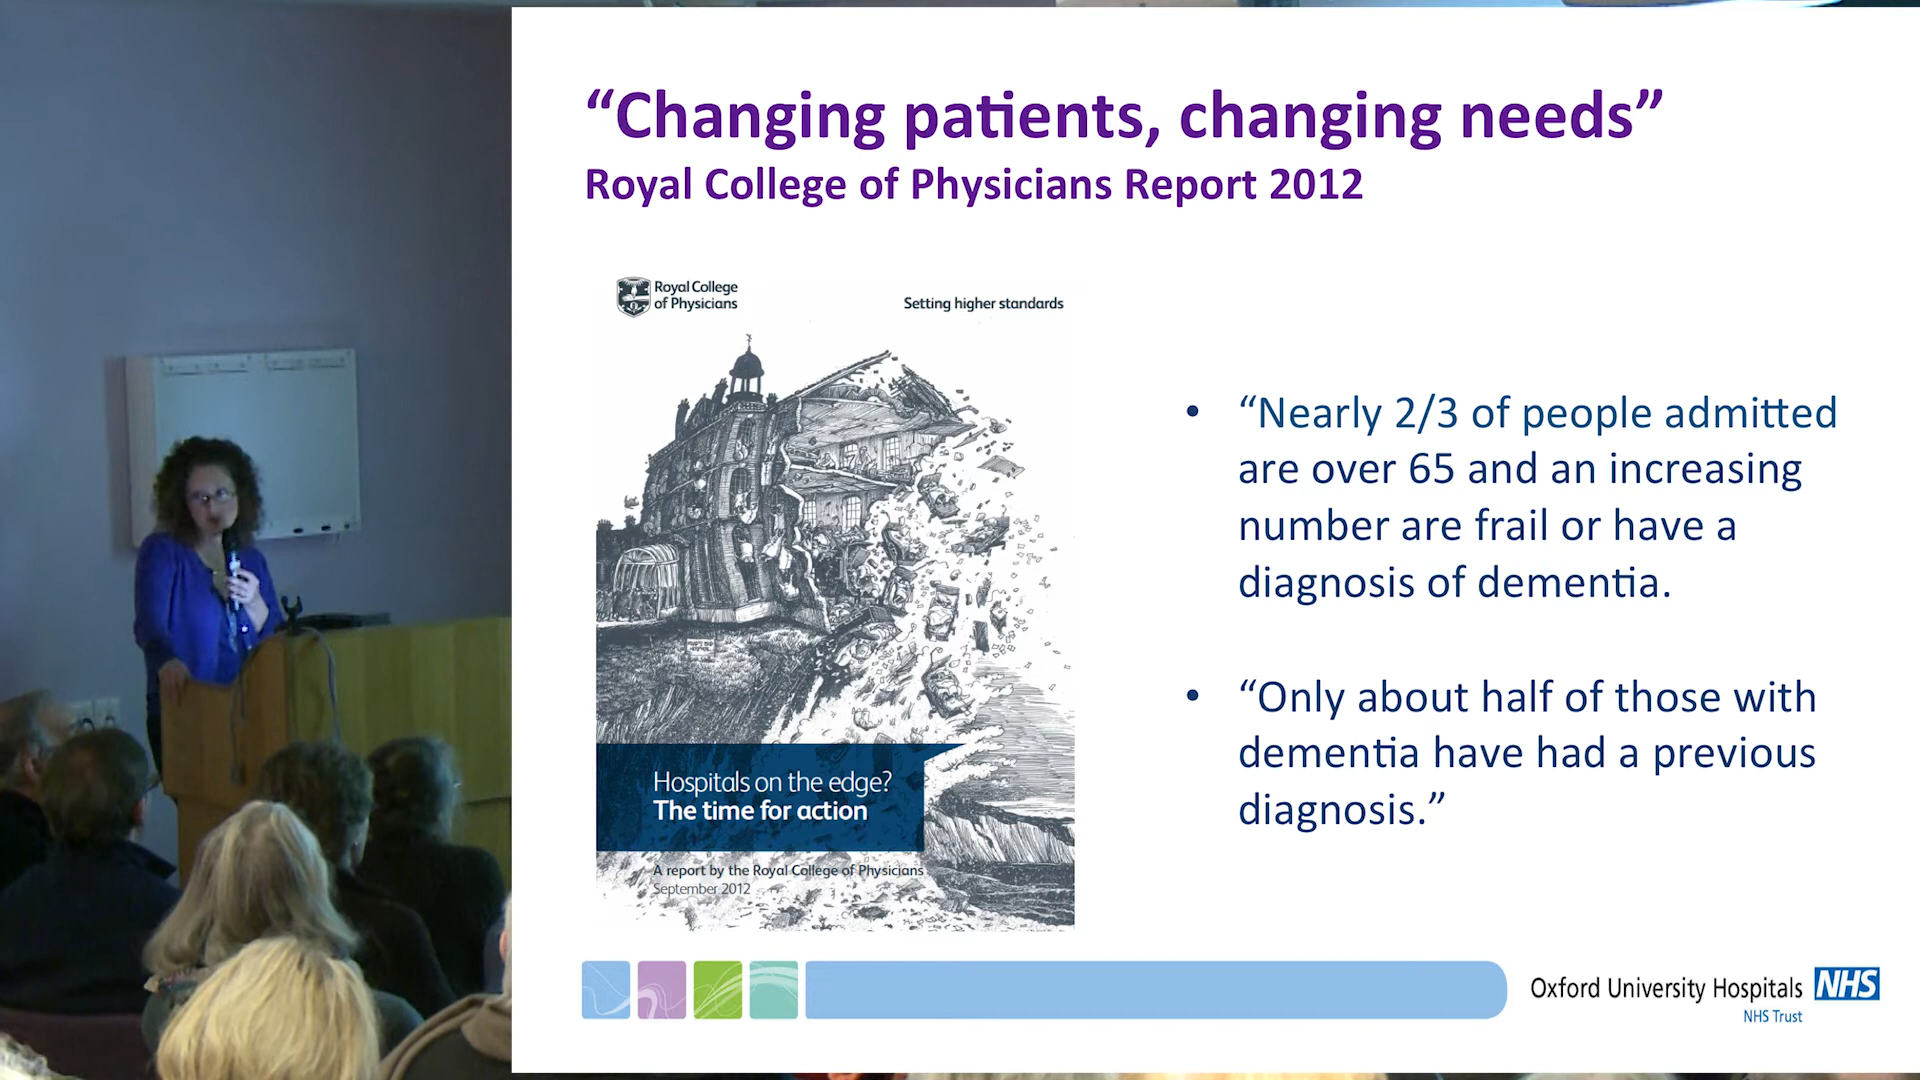 “Changing patients, changing needs”
Royal College of Physicians Report 2012
Royal College
of Physicians
Setting higher standards
• “Nearly 2/3 of people admitted
are over 65 and an increasing
number are frail or have a
diagnosis of dementia.
• “Only about half of those with
dementia have had a previous
diagnosis.”
Hospitals on the edge?
The time for action
A report by the Royal College of Physicians
September 2012
Oxford University Hospitals NHS
NHS Trust